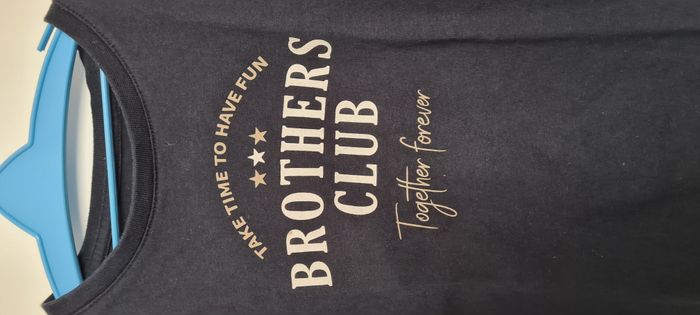 TAKE TIME TO HAVE FUN
BROTHERS
CLUB
Together forever